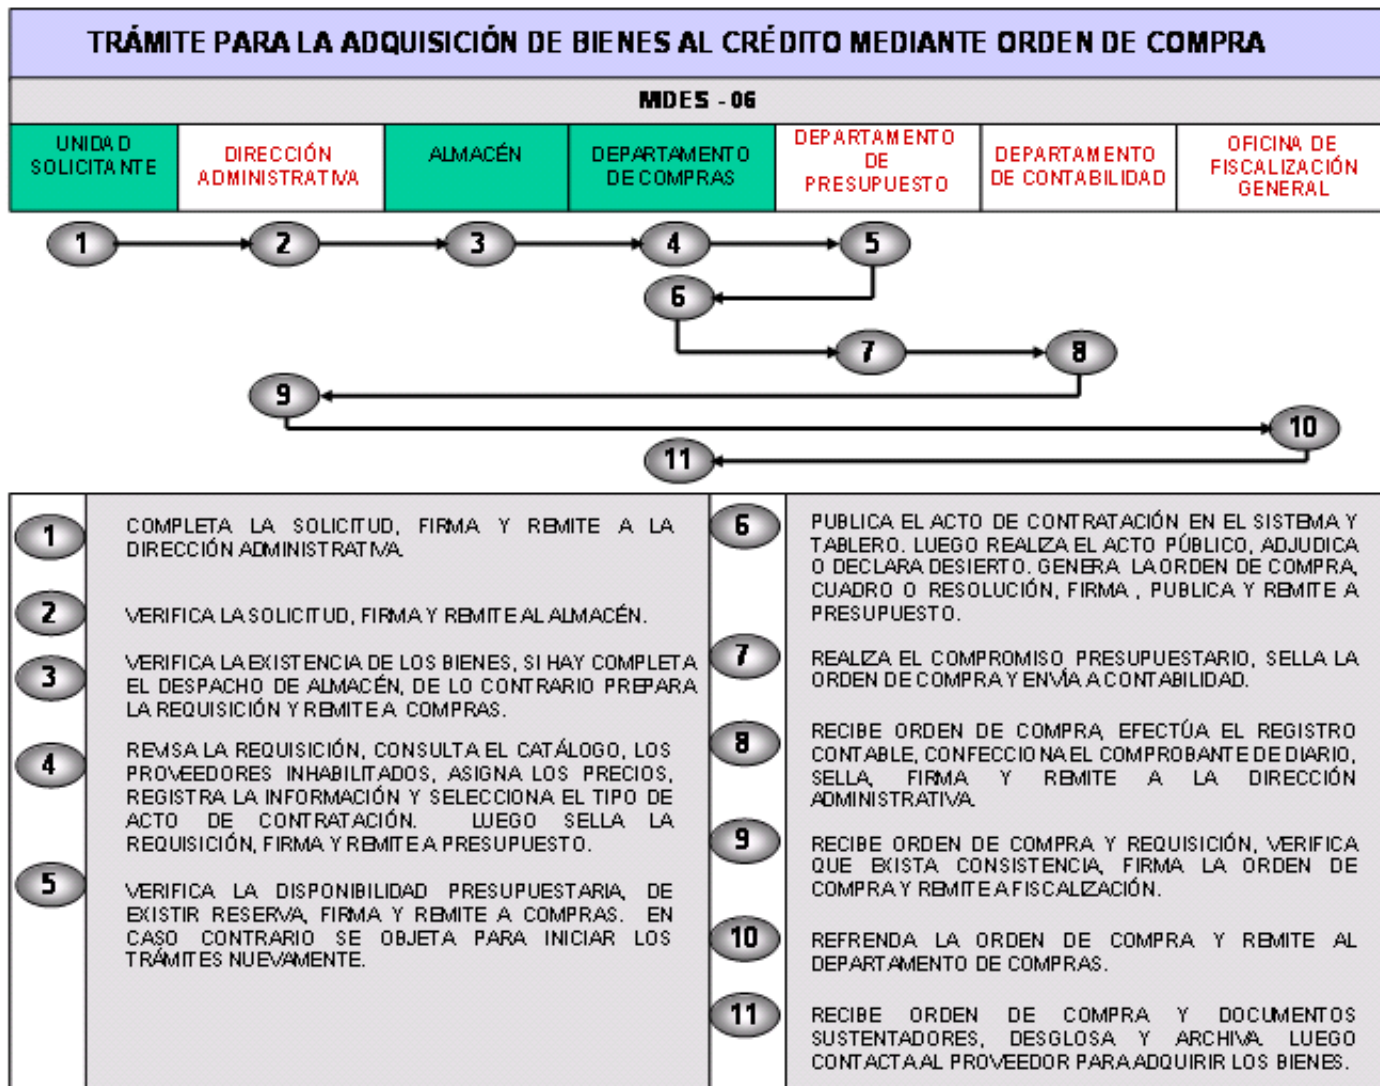 TRÁMITE PARA LA ADQUISICIÓN DE BIENES AL CRÉDITO MEDIANTE ORDEN DE COMPRA
MDES - 06
UNIDAD
SOLICITANTE
DIRECCIÓN
ADMINISTRATIVA
ALMACÉN
DEPARTAMENTO
DE COMPRAS
DEPARTAMENTO
DE
PRESUPUESTO
DEPARTAMENTO
DE CONTABILIDAD
OFICINA DE
FISCALIZACIÓN
GENERAL
1
2
3
4
5
6
7
8
9
10
11
1
COMPLETA LA SOLICITUD, FIRMA Y REMITE A LA
DIRECCIÓN ADMINISTRATIVA.
2
VERIFICA LA SOLICITUD, FIRMA Y REMITE AL ALMACÉN.
3
VERIFICA LA EXISTENCIA DE LOS BIENES, SI HAY COMPLETA
EL DESPACHO DE ALMACÉN, DE LO CONTRARIO PREPARA
LA REQUISICIÓN Y REMITE A COMPRAS.
4
REVISA LA REQUISICIÓN, CONSULTA EL CATÁLOGO, LOS
PROVEEDORES INHABILITADOS, ASIGNA LOS PRECIOS,
REGISTRA LA INFORMACIÓN Y SELECCIONA EL TIPO DE
ACTO DE CONTRATACIÓN. LUEGO SELLA LA
REQUISICIÓN, FIRMA Y REMITE A PRESUPUESTO.
5
VERIFICA LA DISPONIBILIDAD PRESUPUESTARIA, DE
EXISTIR RESERVA, FIRMA Y REMITE A COMPRAS. EN
CASO CONTRARIO SE OBJETA PARA INICIAR LOS
TRÁMITES NUEVAMENTE.
6
PUBLICA EL ACTO DE CONTRATACIÓN EN EL SISTEMA Y
TABLERO. LUEGO REALIZA EL ACTO PÚBLICO, ADJUDICA
O DECLARA DESIERTO. GENERA LA ORDEN DE COMPRA,
CUADRO O RESOLUCIÓN, FIRMA , PUBLICA Y REMITE A
PRESUPUESTO.
7
REALIZA EL COMPROMISO PRESUPUESTARIO, SELLA LA
ORDEN DE COMPRA Y ENVÍA A CONTABILIDAD.
8
RECIBE ORDEN DE COMPRA, EFECTÚA EL REGISTRO
CONTABLE, CONFECCIONA EL COMPROBANTE DE DIARIO,
SELLA, FIRMA Y REMITE A LA DIRECCIÓN
ADMINISTRATIVA.
9
RECIBE ORDEN DE COMPRA Y REQUISICIÓN, VERIFICA
QUE EXISTA CONSISTENCIA, FIRMA LA ORDEN DE
COMPRA Y REMITE A FISCALIZACIÓN.
10
REFRENDA LA ORDEN DE COMPRA Y REMITE AL
DEPARTAMENTO DE COMPRAS.
11
RECIBE ORDEN DE COMPRA Y DOCUMENTOS
SUSTENTADORES, DESGLOSA Y ARCHIVA. LUEGO
CONTACTA AL PROVEEDOR PARA ADQUIRIR LOS BIENES.